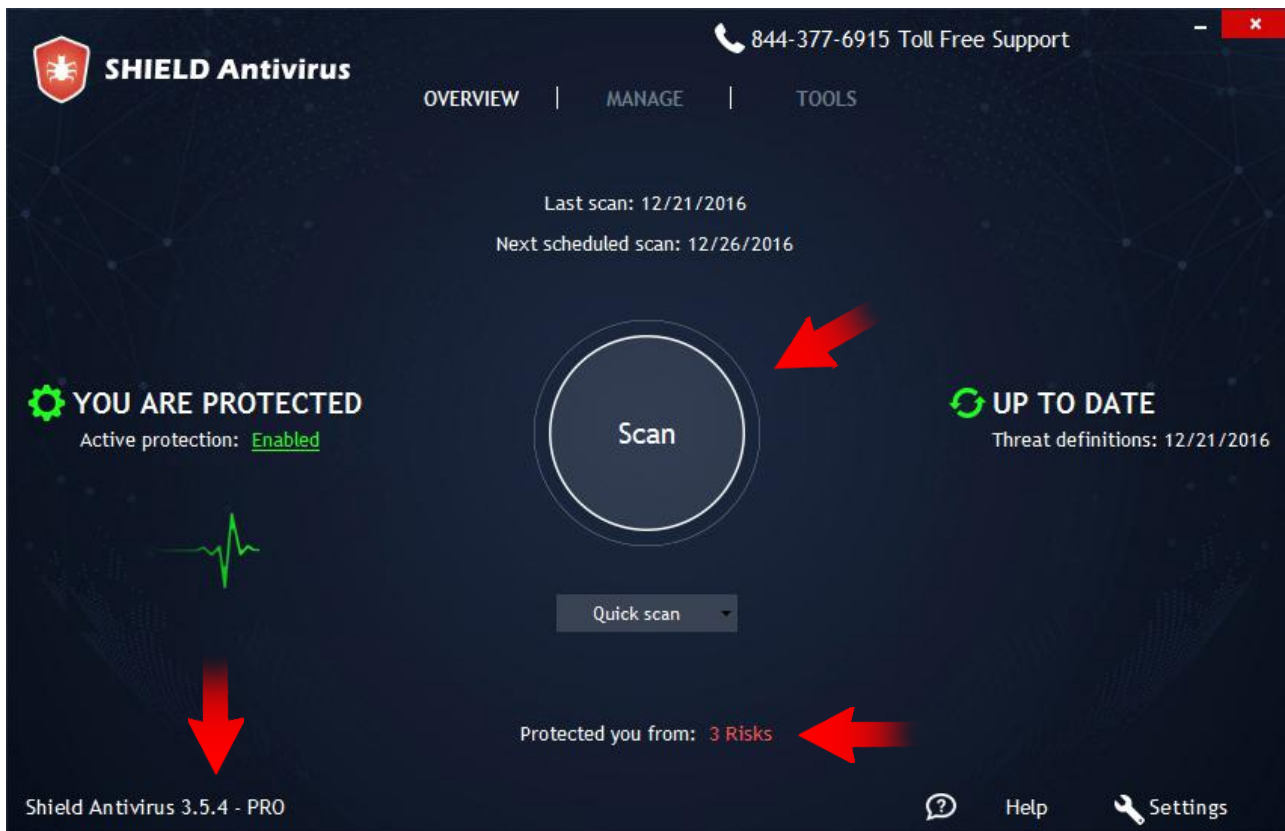 844-377-6915 Toll Free Support
SHIELD Antivirus
OVERVIEW | MANAGE | TOOLS
Last scan: 12/21/2016
Next scheduled scan: 12/26/2016
YOU ARE PROTECTED
Active protection: Enabled
Scan
UP TO DATE
Threat definitions: 12/21/2016
Quick scan
Protected you from: 3 Risks
Shield Antivirus 3.5.4 - PRO
Help
Settings